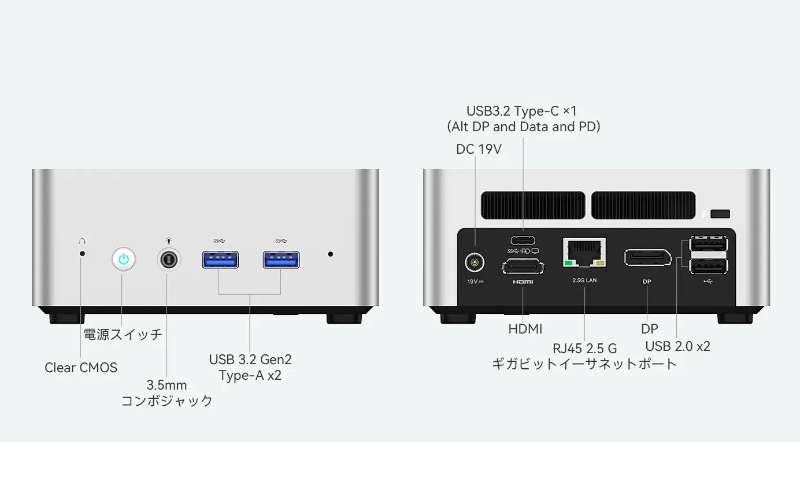 Clear CMOS
電源スイッチ
3.5mm
コンボジャック
USB 3.2 Gen2
Type-A x2
USB3.2 Type-C ×1
(Alt DP and Data and PD)
DC 19V
19V
HDMI
2.5G LAN
DP
HDMI
RJ45 2.5 G
ギガビットイーサネットポート
DP
USB 2.0 x2